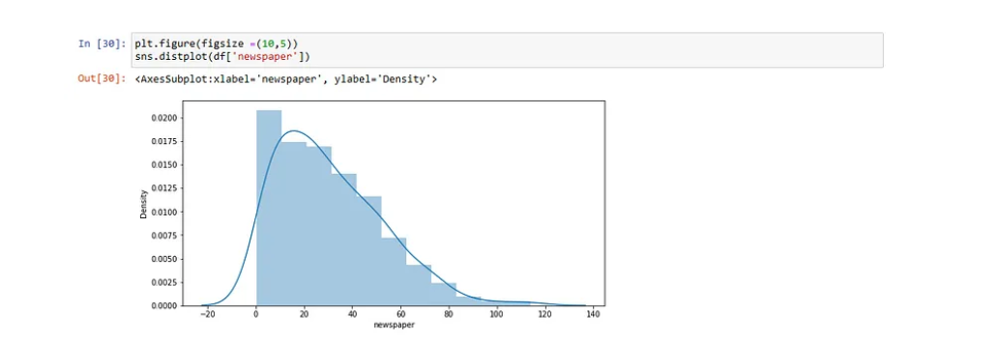 In [30]: plt.figure(figsize =(10,5))
sns.distplot(df['newspaper'])
Out[30]: <AxesSubplot:xlabel='newspaper', ylabel='Density'>
0.0200
0.0175
0.0150
0.0125
0.0100
0.0075
0.0050
0.0025
0.0000
Density
−20 0 20 40 60 80 100 120 140
newspaper